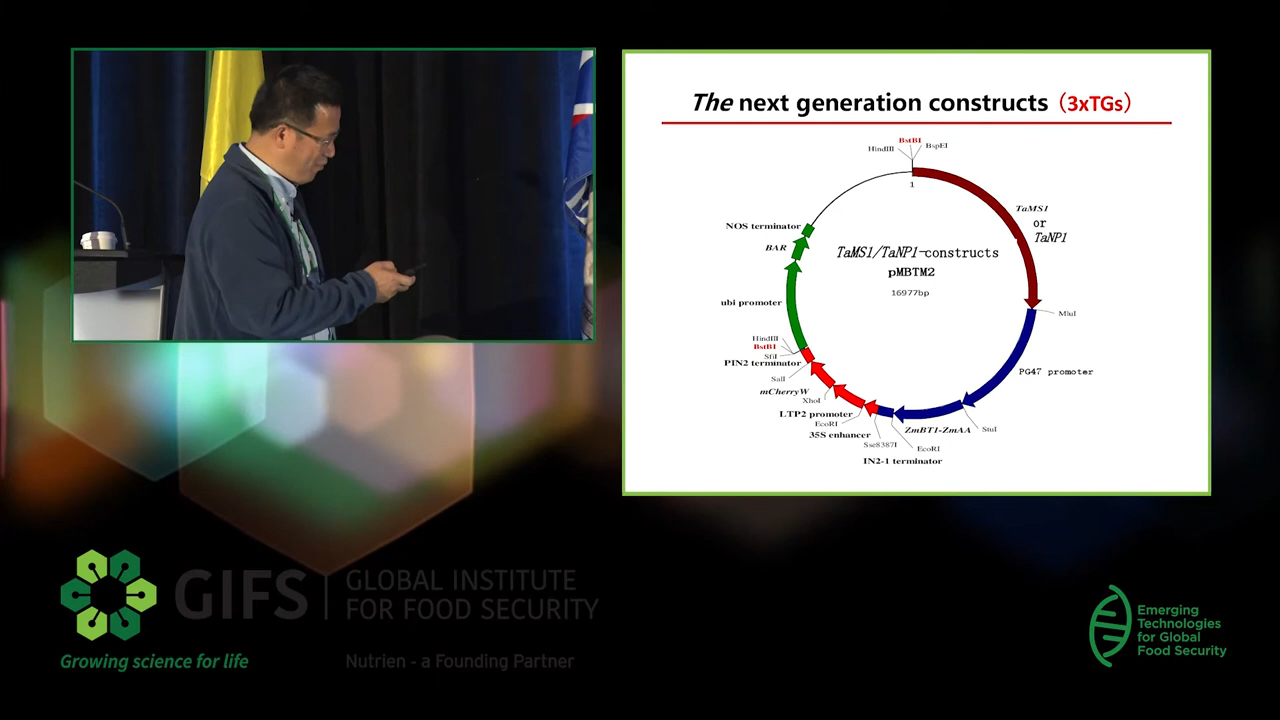 The next generation constructs (3xTGs)
BstBI
HindIII
BspEI
1
TaMS1
or
TaNP1
NOS terminator
BAR
TaMS1/TaNP1-constructs
pMBTM2
16977bp
ubi promoter
MluI
HindIII
BstBI
SfiI
PIN2 terminator
SalI
PG47 promoter
mCherryW
XhoI
LTP2 promoter
EcoRI
35S enhancer
Sse8387I
ZmBT1-ZmAA
StuI
EcoRI
IN2-1 terminator
GIFS
GLOBAL INSTITUTE
FOR FOOD SECURITY
Growing science for life
Nutrien - a Founding Partner
Emerging
Technologies
for Global
Food Security